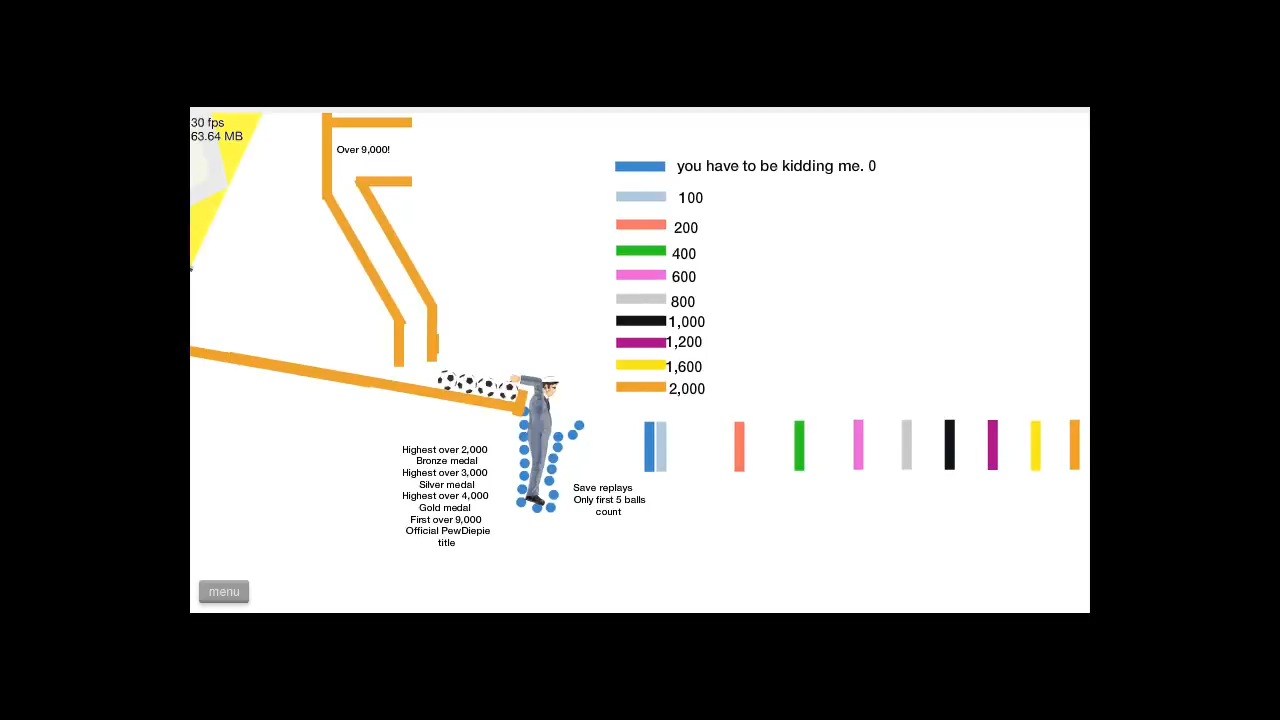 30 fps
63.64 MB
Over 9,000!
you have to be kidding me. 0
100
200
400
600
800
1,000
1,200
1,600
2,000
Highest over 2,000
Bronze medal
Highest over 3,000
Silver medal
Highest over 4,000
Gold medal
First over 9,000
Official PewDiepie
title
Save replays
Only first 5 balls
count
menu